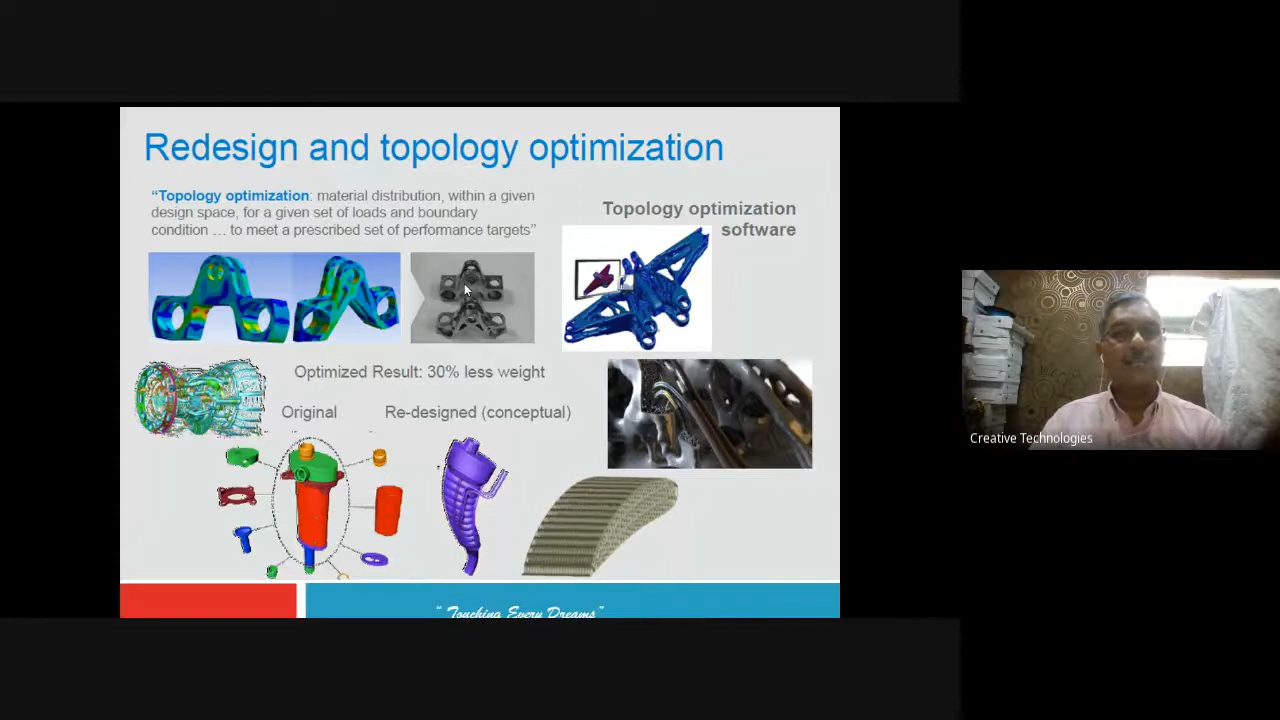 Redesign and topology optimization
“Topology optimization: material distribution, within a given
design space, for a given set of loads and boundary
condition … to meet a prescribed set of performance targets”
Topology optimization
software
Optimized Result: 30% less weight
Original
Re-designed (conceptual)
“ Touching Every Dreams”
Creative Technologies